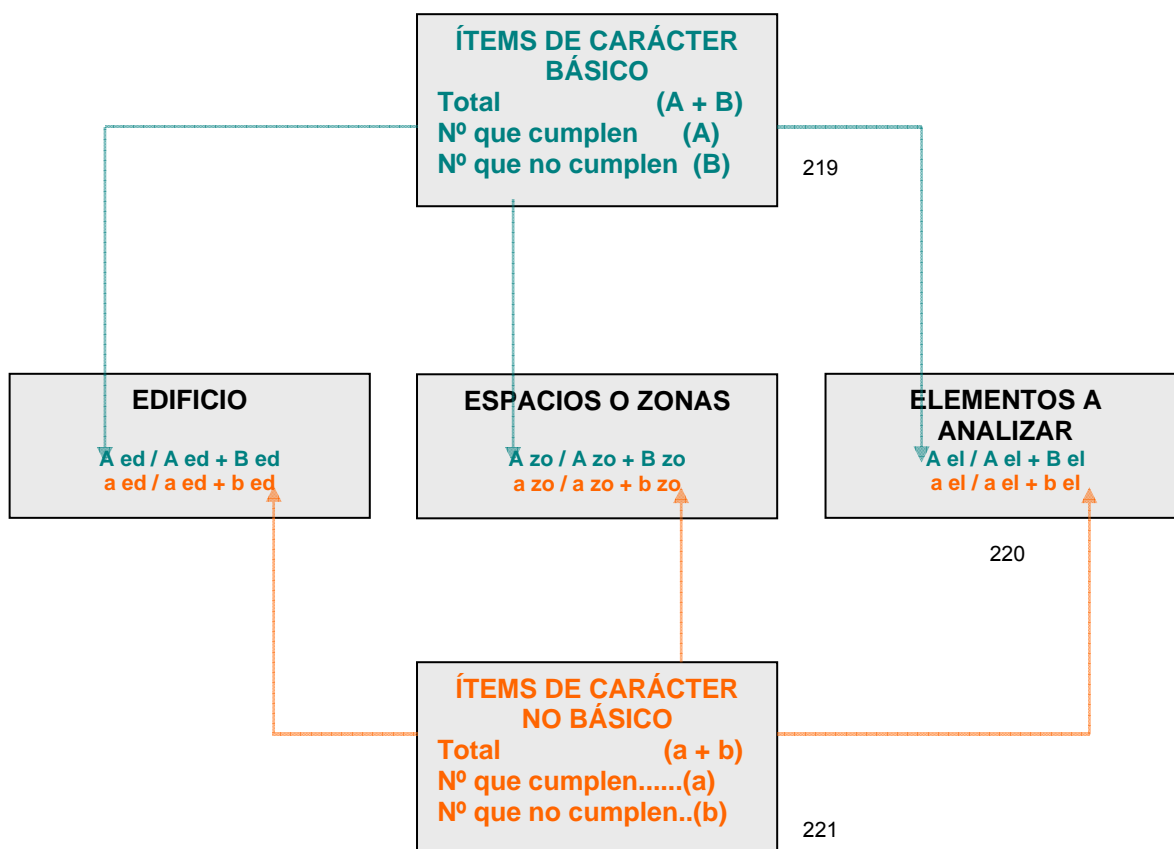 ÍTEMS DE CARÁCTER
BÁSICO
Total (A + B)
Nº que cumplen (A)
Nº que no cumplen (B)
219
EDIFICIO
A ed / A ed + B ed
a ed / a ed + b ed
ESPACIOS O ZONAS
A zo / A zo + B zo
a zo / a zo + b zo
ELEMENTOS A
ANALIZAR
A el / A el + B el
a el / a el + b el
220
ÍTEMS DE CARÁCTER
NO BÁSICO
Total (a + b)
Nº que cumplen......(a)
Nº que no cumplen..(b)
221